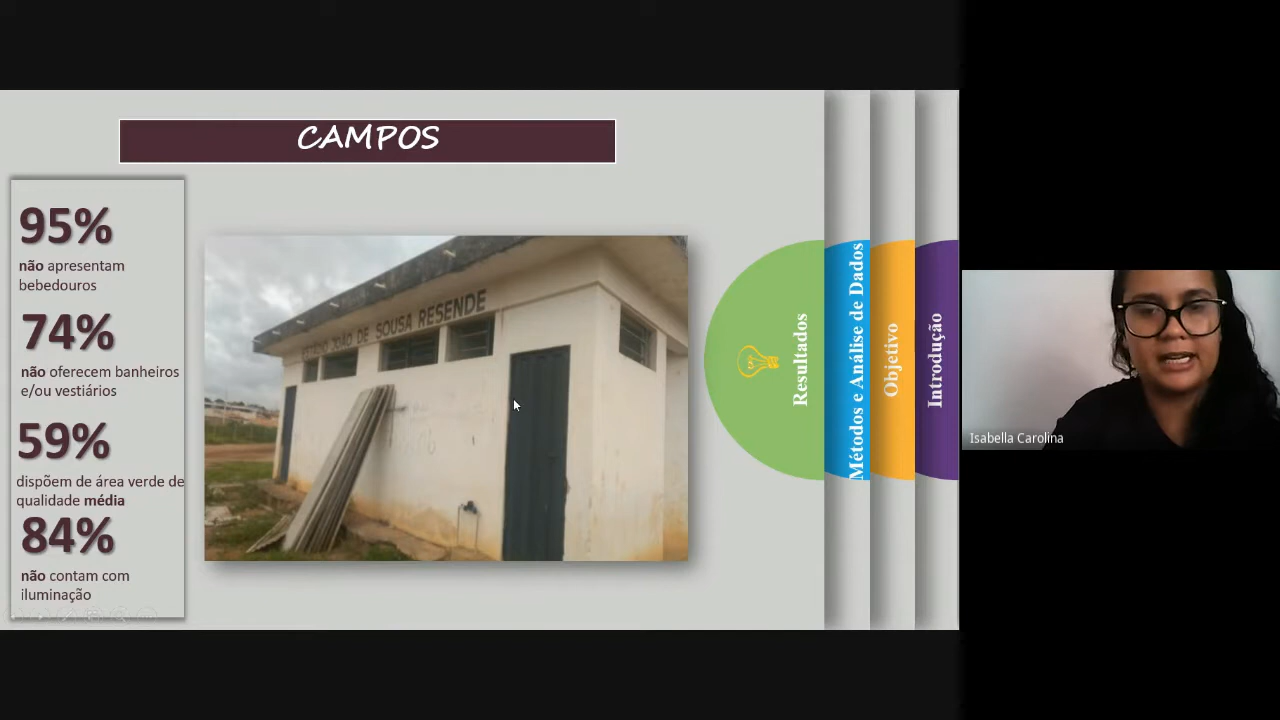 CAMPOS
95%
não apresentam
bebedouros
74%
não oferecem banheiros
e/ou vestiários
59%
dispõem de área verde de
qualidade média
84%
não contam com
iluminação
ESTÁDIO JOÃO DE SOUSA RESENDE
Resultados
Métodos e Análise de Dados
Objetivo
Introdução
Isabella Carolina